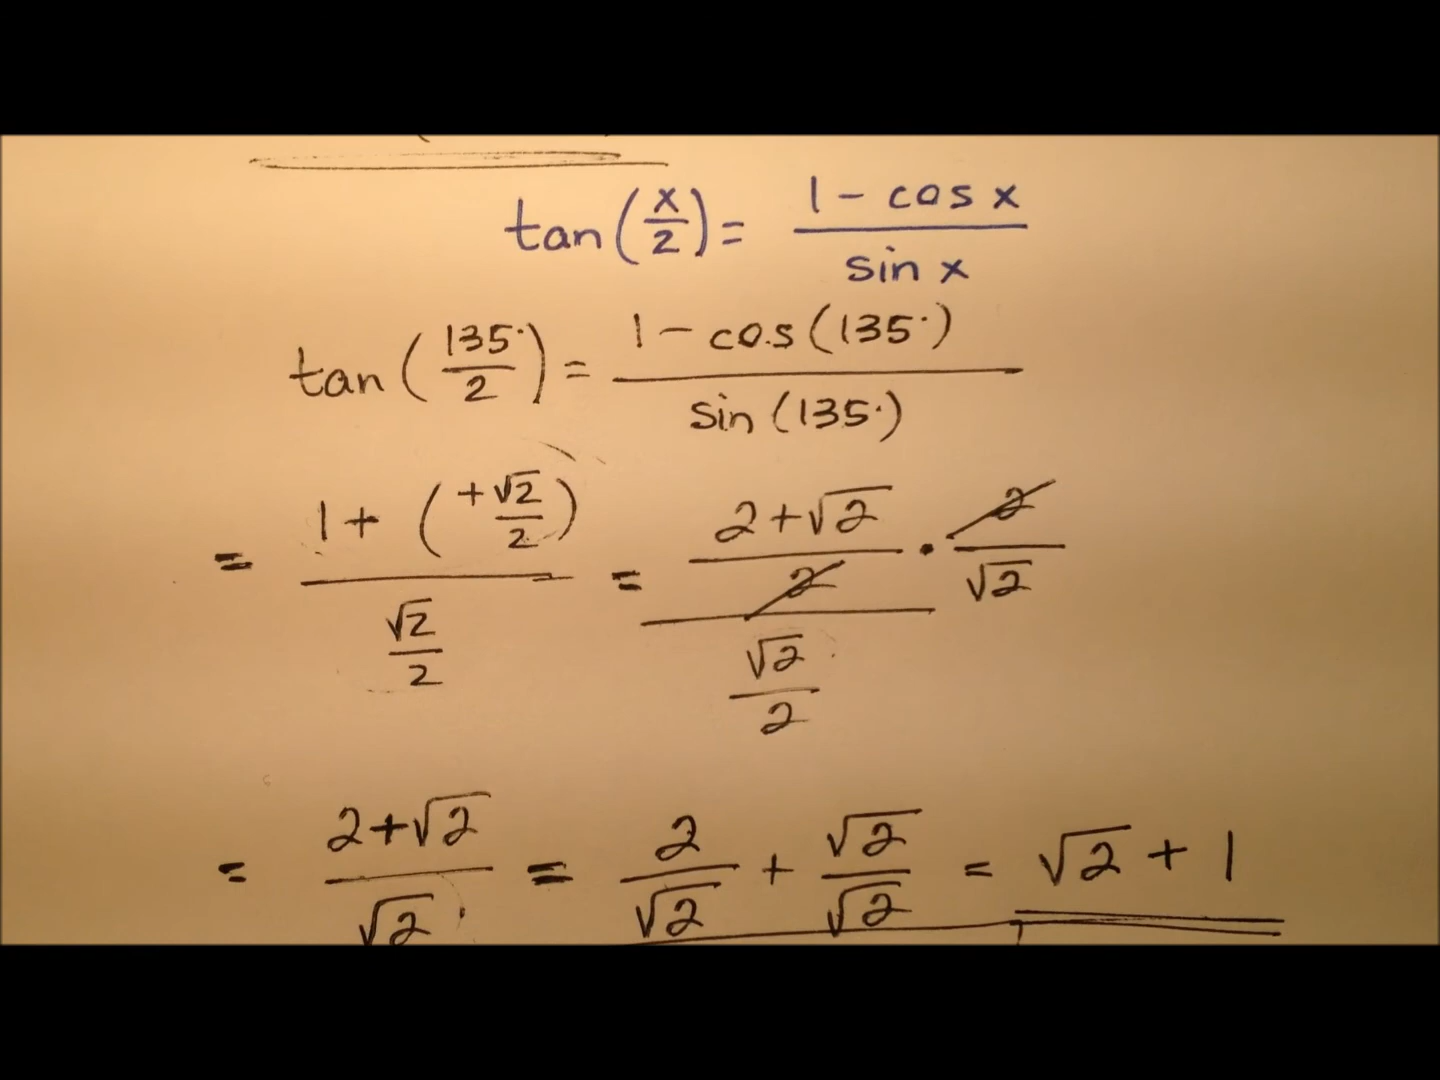 tan(x/2) = (1 - cos x)/(sin x)
tan(135°/2) = (1 - cos(135°))/(sin(135°))
= (1 + (+√2/2))/(√2/2) = ((2+√2)/2)/(√2/2) · 2/√2
= (2+√2)/√2 = 2/√2 + √2/√2 = √2 + 1